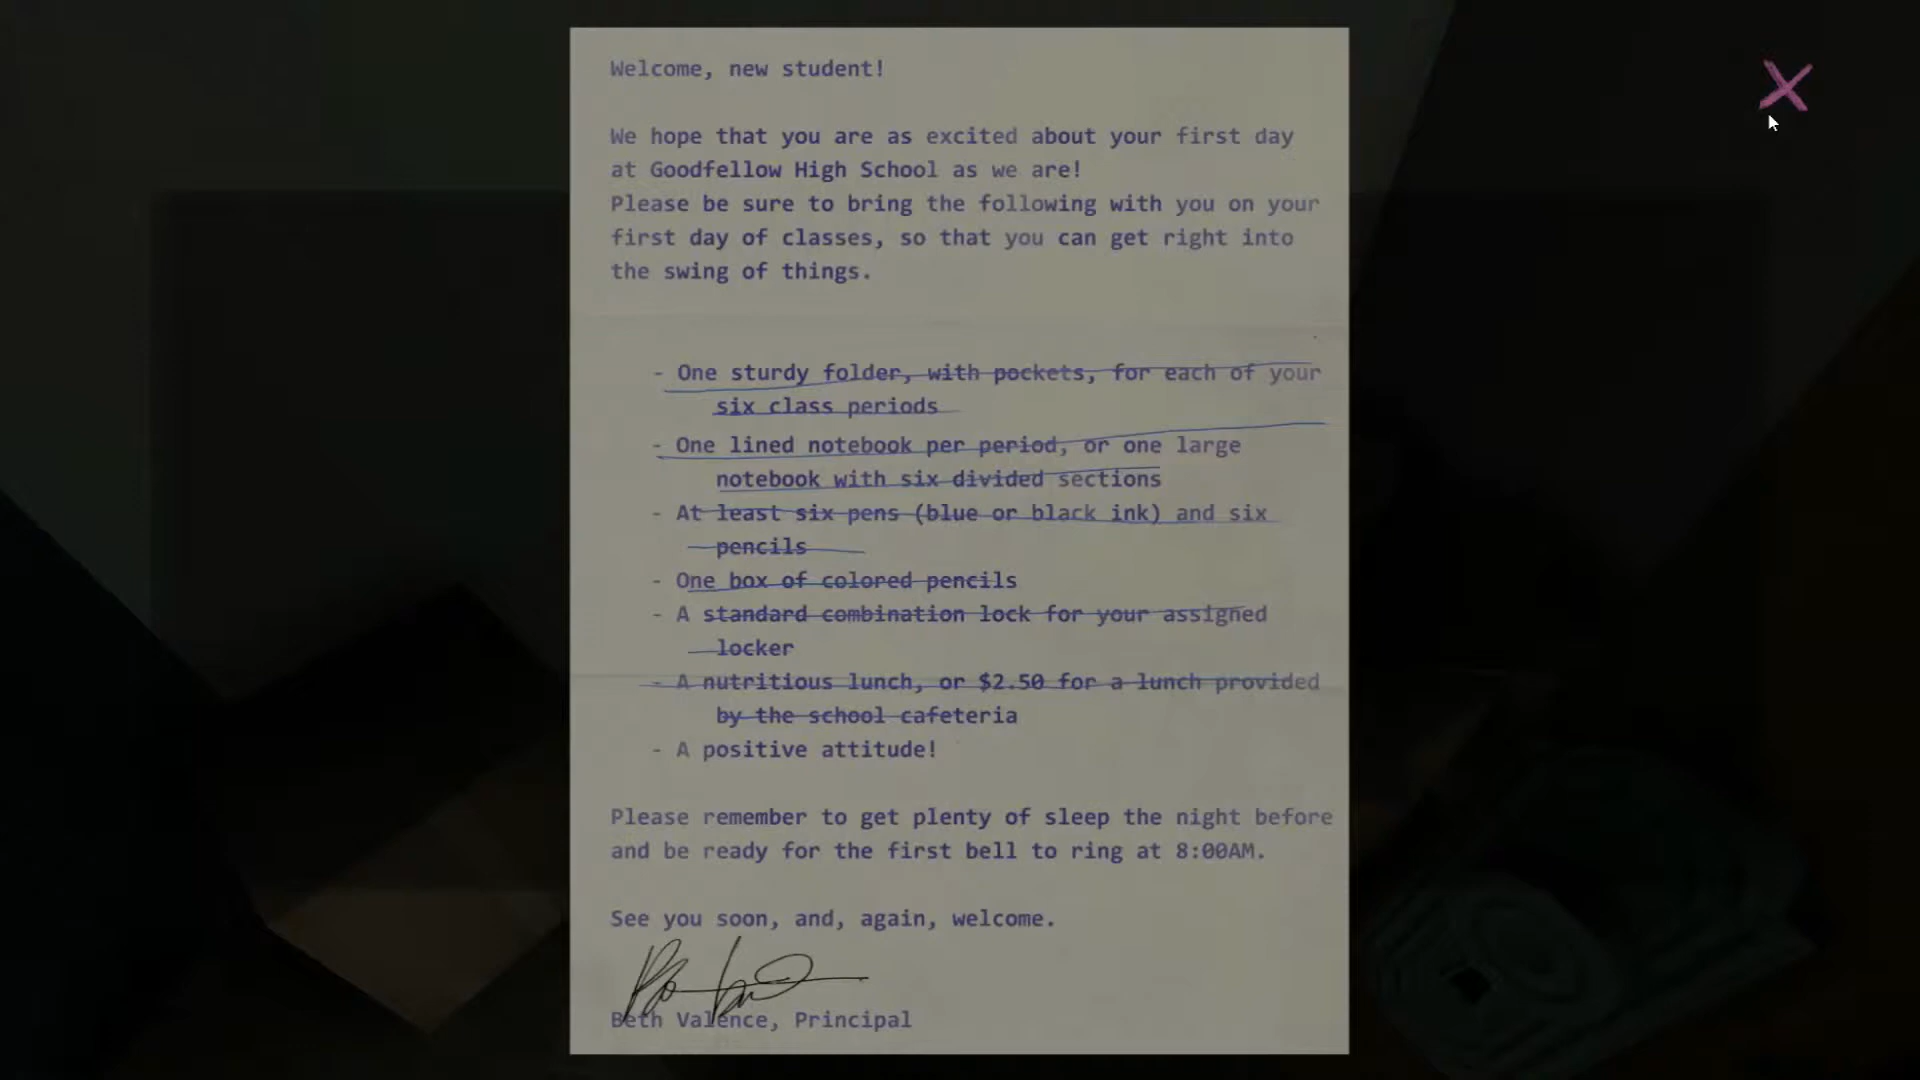 Welcome, new student!
We hope that you are as excited about your first day
at Goodfellow High School as we are!
Please be sure to bring the following with you on your
first day of classes, so that you can get right into
the swing of things.
- One sturdy folder, with pockets, for each of your
six class periods
- One lined notebook per period, or one large
notebook with six divided sections
- At least six pens (blue or black ink) and six
pencils
- One box of colored pencils
- A standard combination lock for your assigned
locker
- A nutritious lunch, or $2.50 for a lunch provided
by the school cafeteria
- A positive attitude!
Please remember to get plenty of sleep the night before
and be ready for the first bell to ring at 8:00AM.
See you soon, and, again, welcome.
Beth Valence, Principal